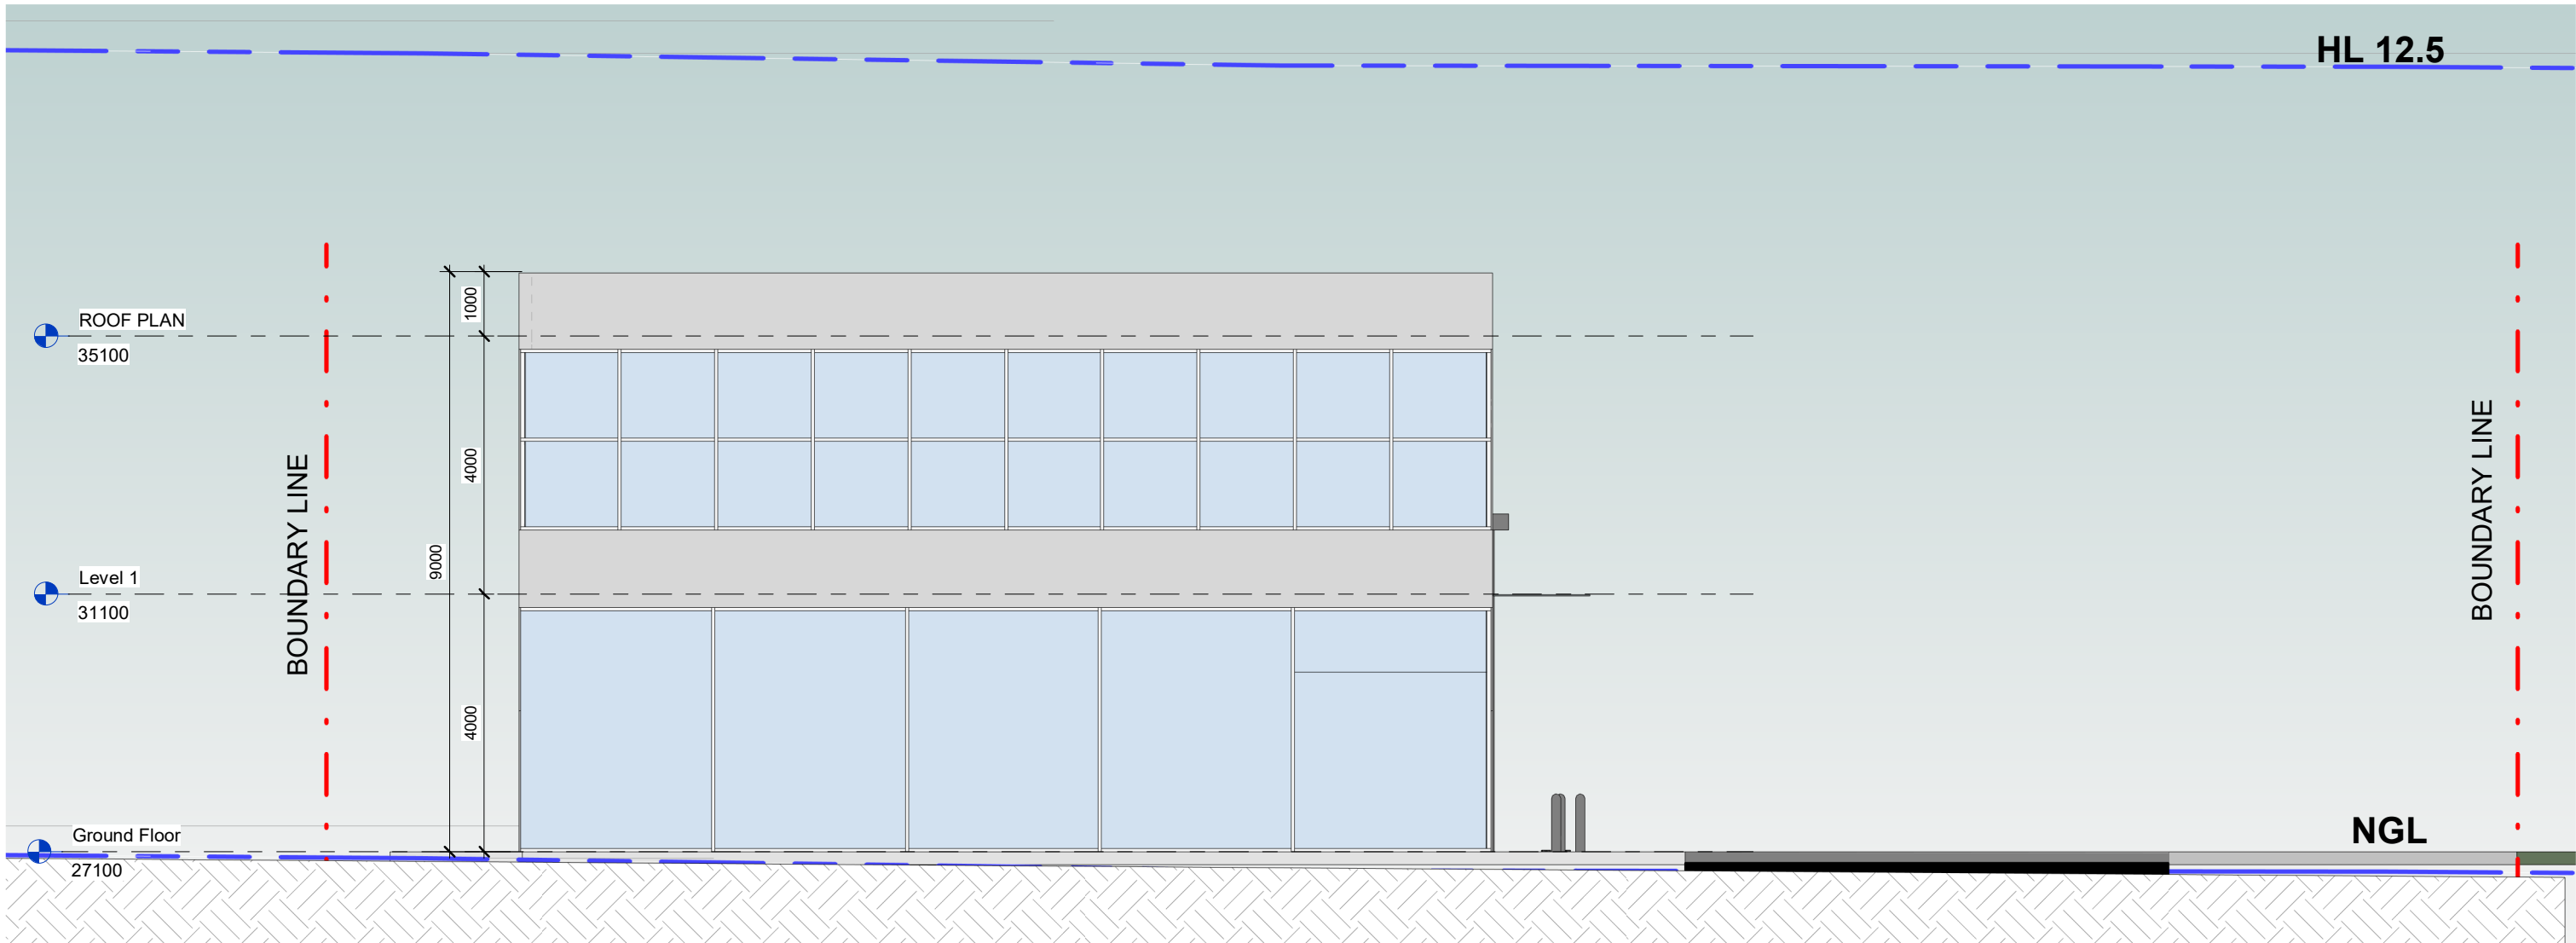 HL 12.5
1000
ROOF PLAN
35100
BOUNDARY LINE
4000
9000
BOUNDARY LINE
Level 1
31100
4000
Ground Floor
27100
NGL